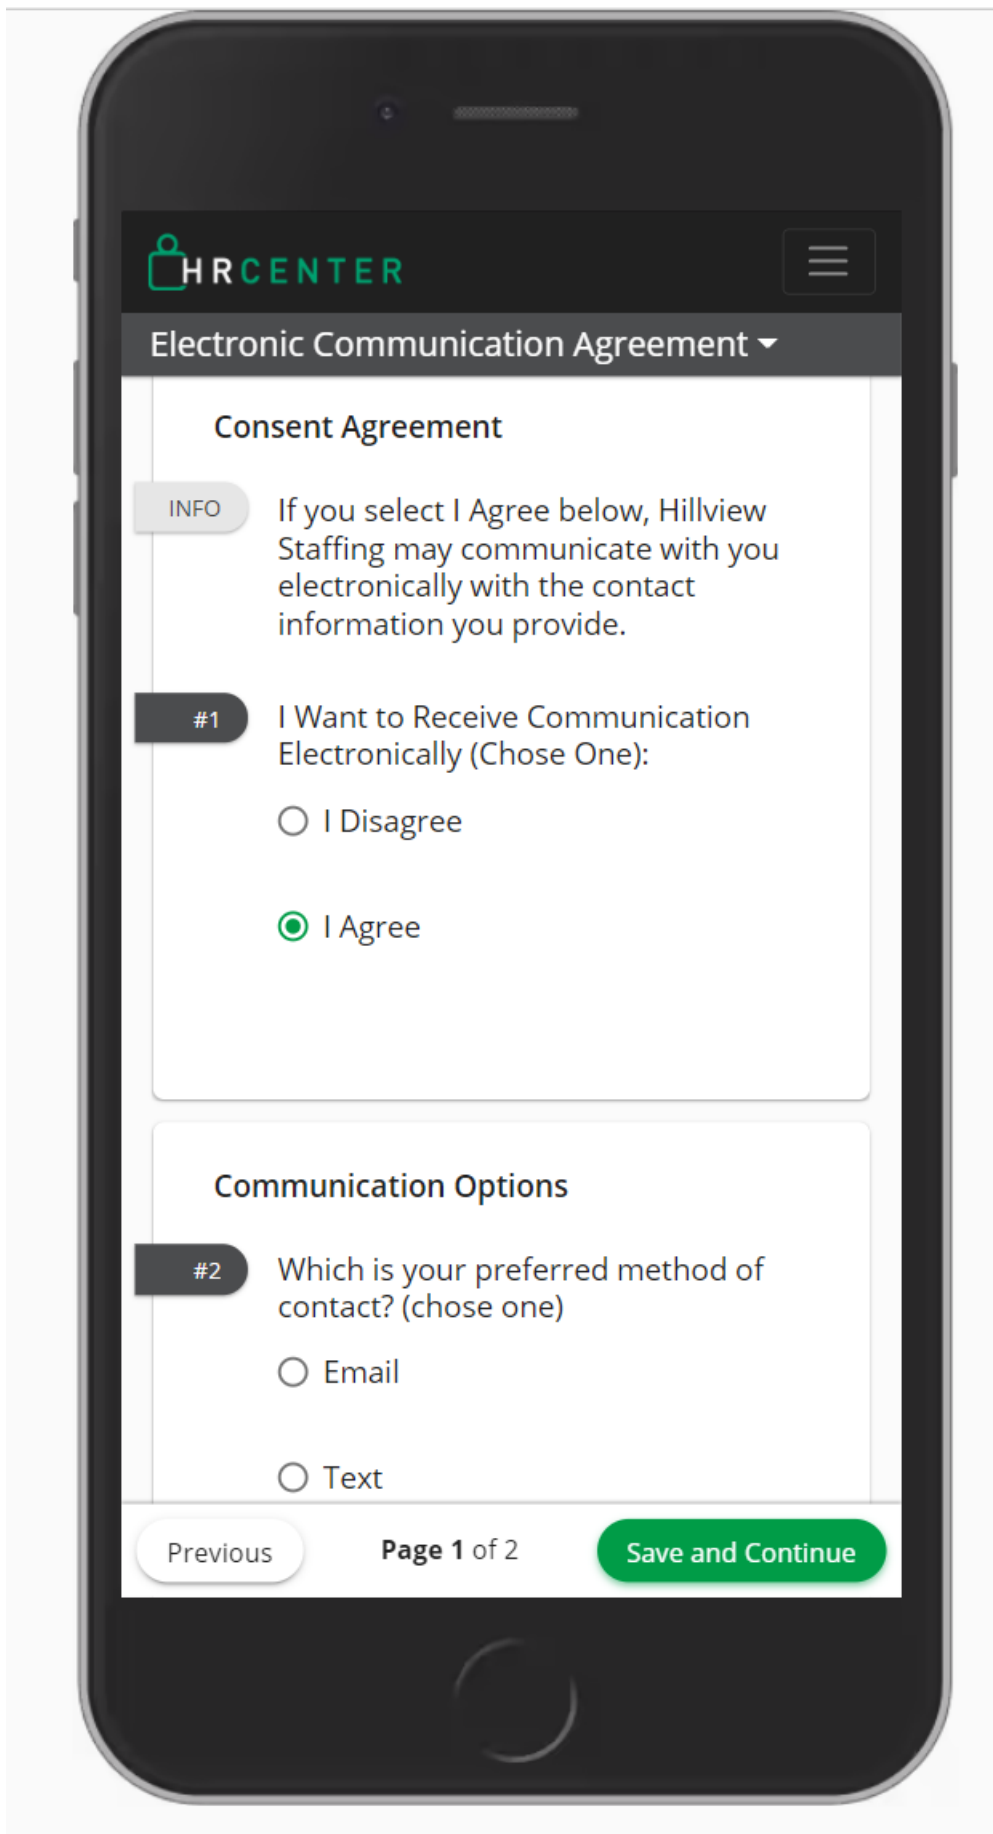 HRCENTER
Electronic Communication Agreement
Consent Agreement
INFO
If you select I Agree below, Hillview
Staffing may communicate with you
electronically with the contact
information you provide.
#1
I Want to Receive Communication
Electronically (Chose One):
I Disagree
I Agree
Communication Options
#2
Which is your preferred method of
contact? (chose one)
Email
Text
Previous
Page 1 of 2
Save and Continue